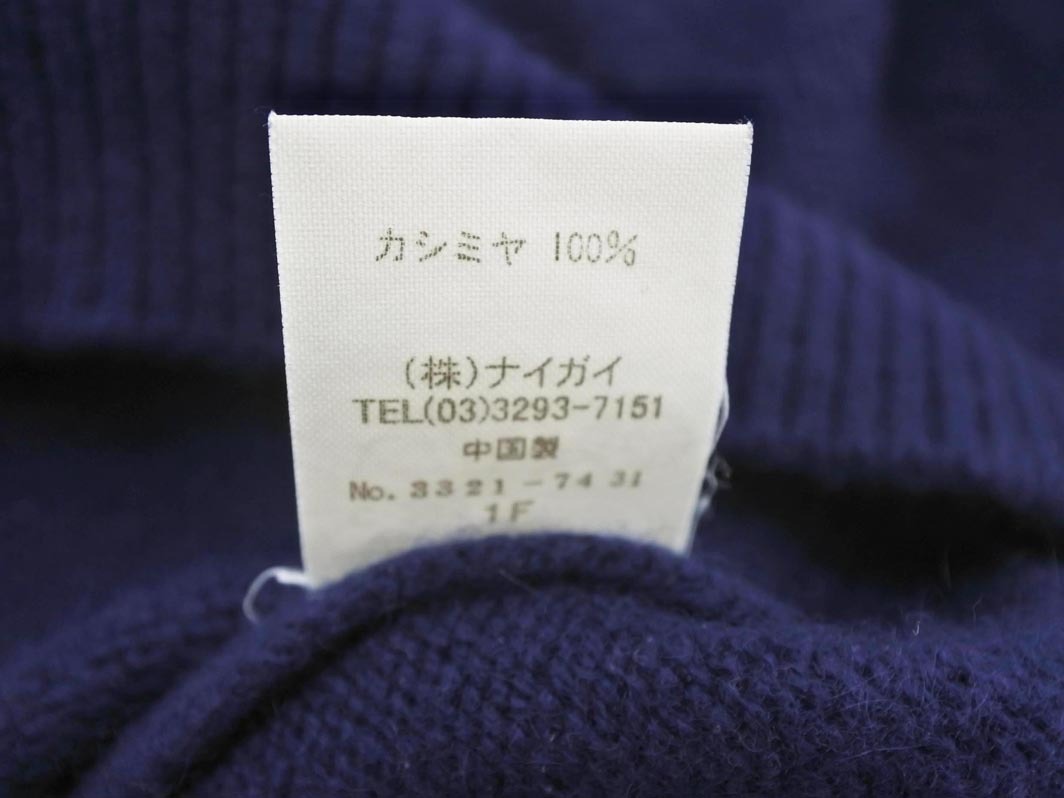 カシミヤ 100%
(株)ナイガイ
TEL(03)3293-7151
中国製
No. 3321-7431
1F